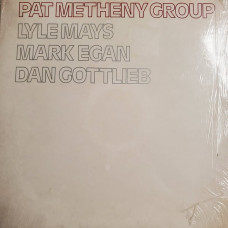 PAT METHENY GROUP
LYLE MAYS
MARK EGAN
DAN GOTTLIEB